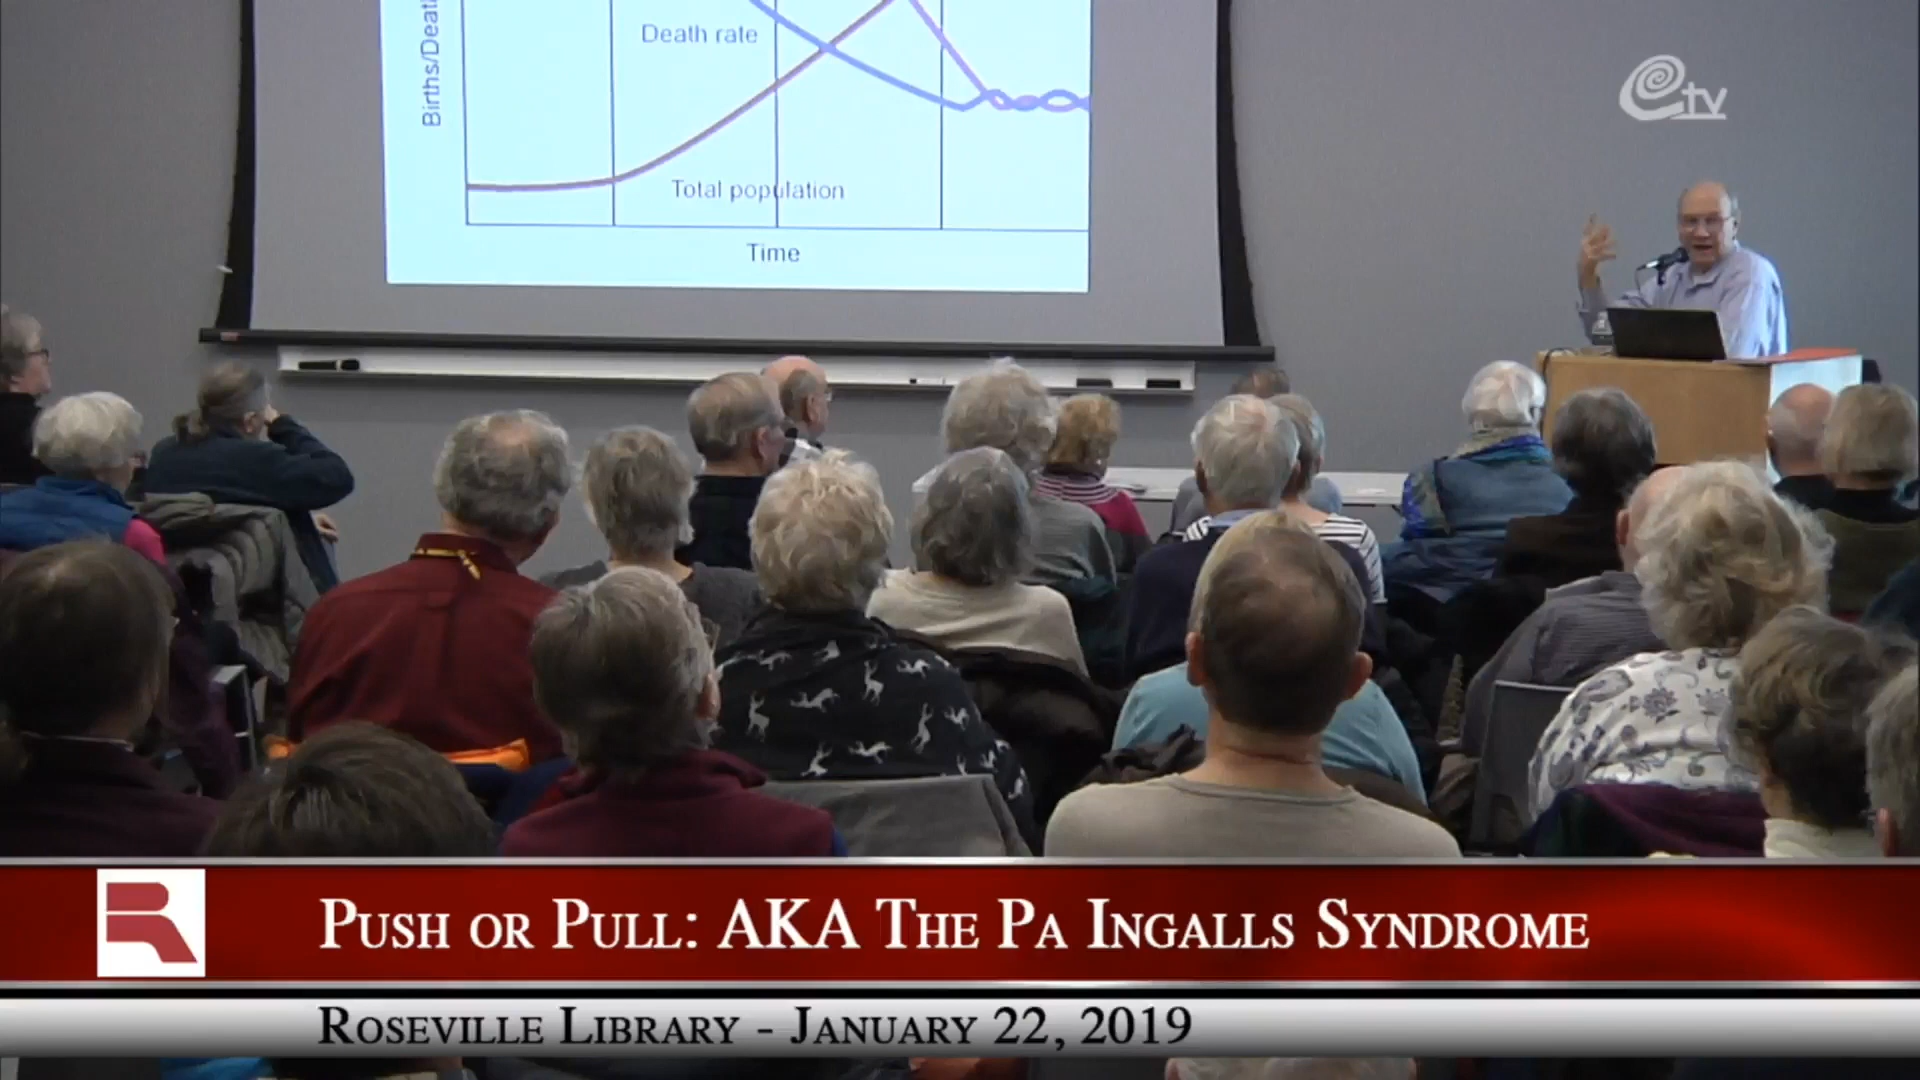 Births/Deat
Death rate
Total population
Time
etv
R
PUSH OR PULL: AKA THE PA INGALLS SYNDROME
ROSEVILLE LIBRARY - JANUARY 22, 2019